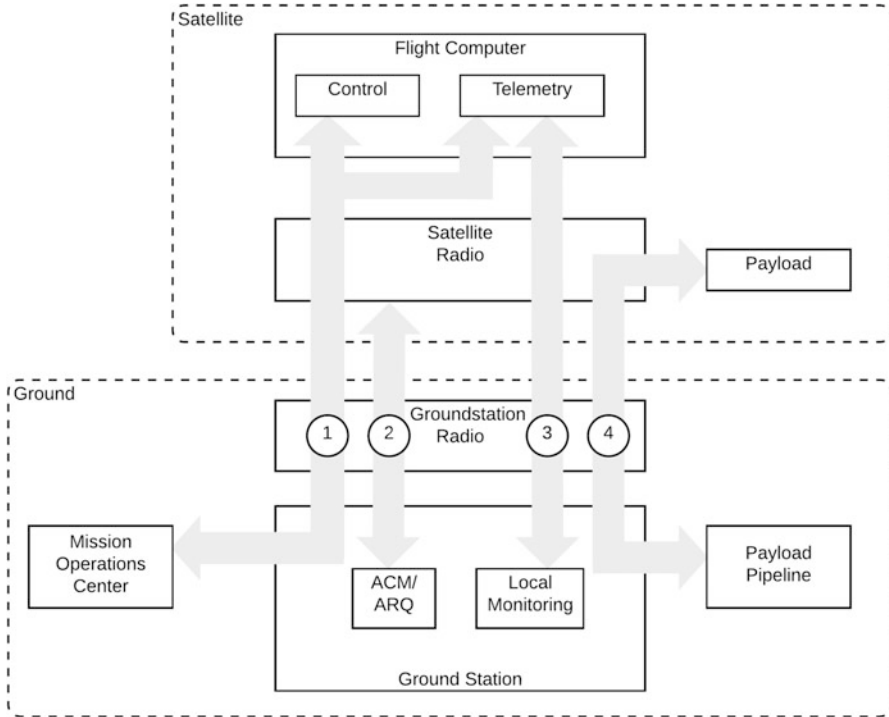 Satellite
Flight Computer
Control
Telemetry
Satellite
Radio
Payload
Ground
Groundstation
Radio
1
2
3
4
Mission
Operations
Center
ACM/
ARQ
Local
Monitoring
Payload
Pipeline
Ground Station